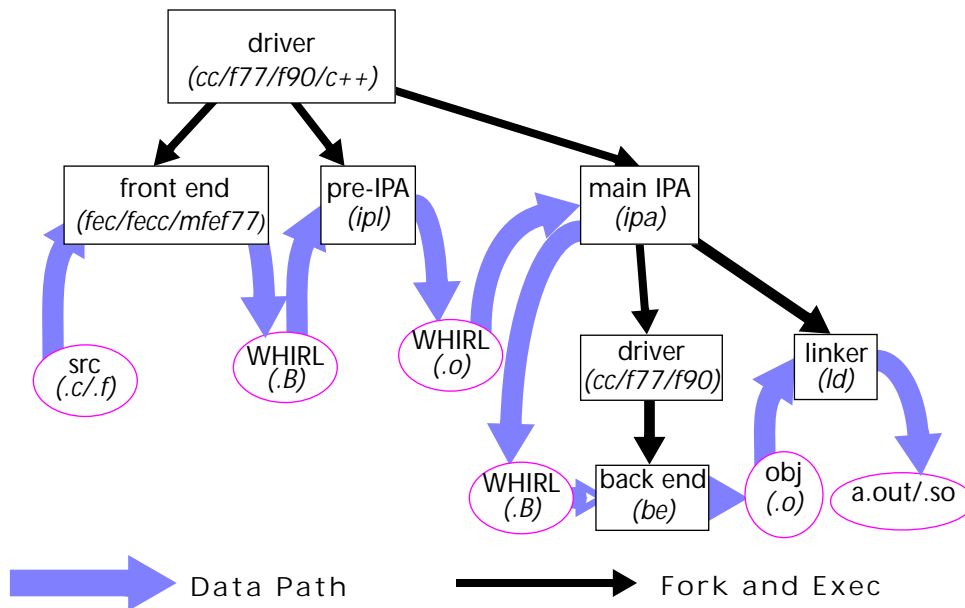 driver
(cc/f77/f90/c++)
front end
(fec/fecc/mfef77)
pre-IPA
(ipl)
main IPA
(ipa)
src
(.c/.f)
WHIRL
(.B)
WHIRL
(.o)
driver
(cc/f77/f90)
linker
(ld)
WHIRL
(.B)
back end
(be)
obj
(.o)
a.out/.so
Data Path
Fork and Exec